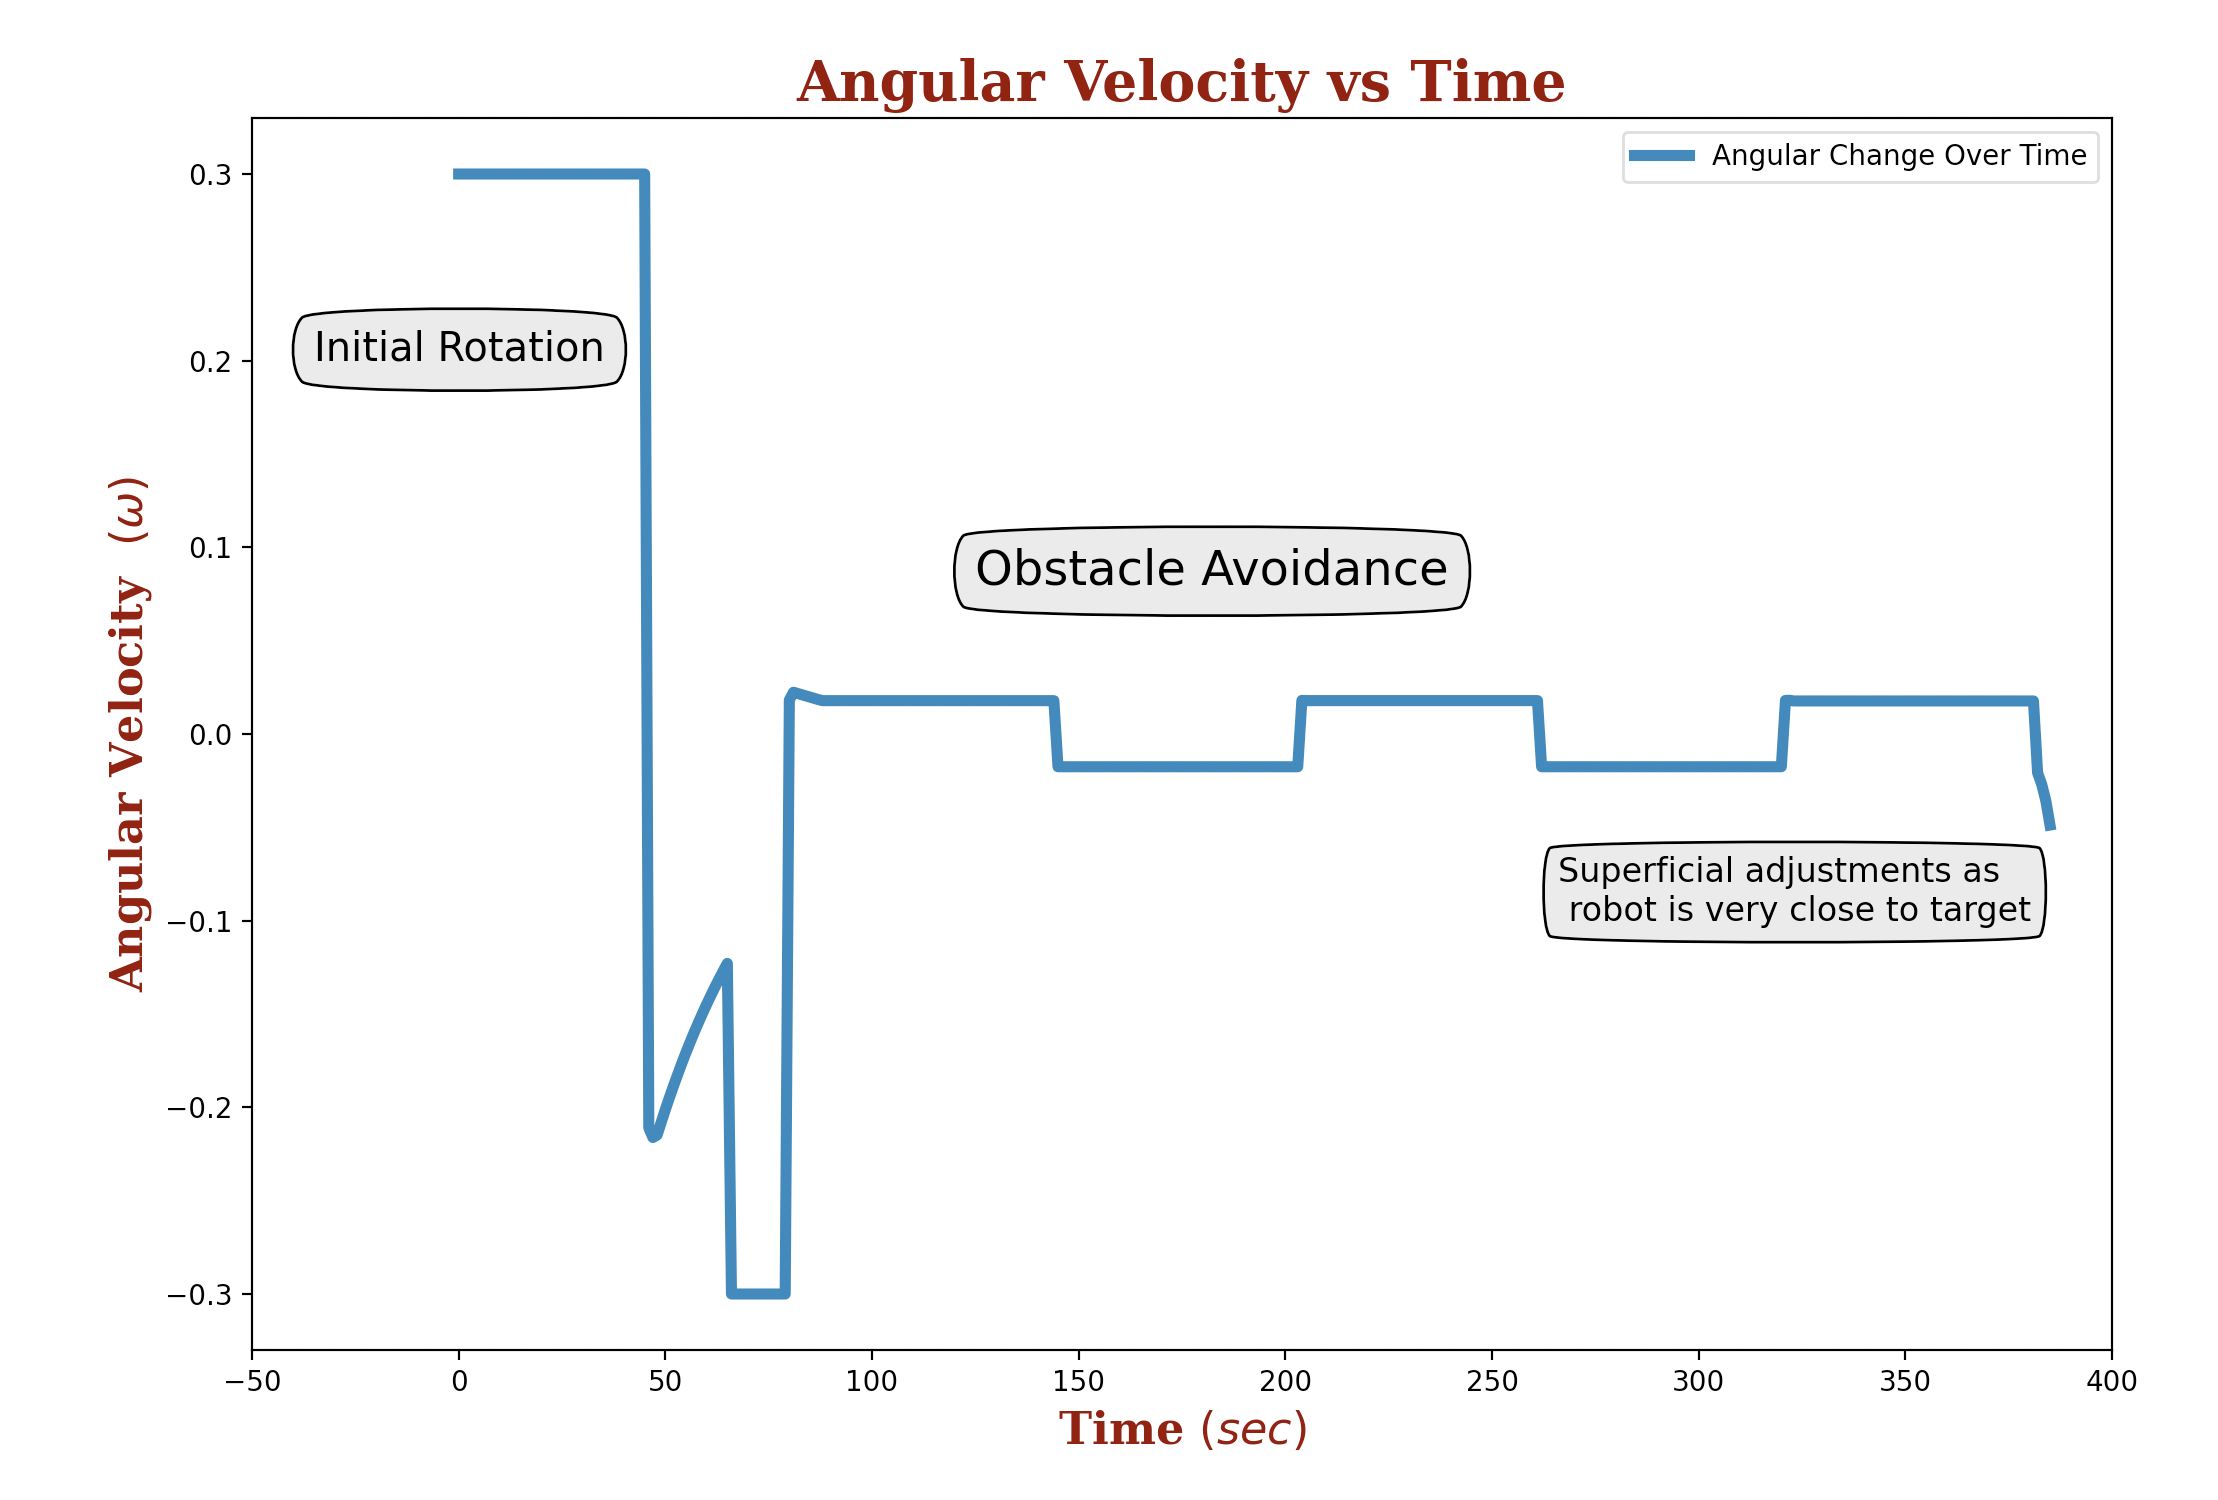 Angular Velocity vs Time
Angular Change Over Time
0.3
0.2
0.1
0.0
−0.1
−0.2
−0.3
Angular Velocity (ω)
Initial Rotation
Obstacle Avoidance
Superficial adjustments as
robot is very close to target
−50 0 50 100 150 200 250 300 350 400
Time (sec)